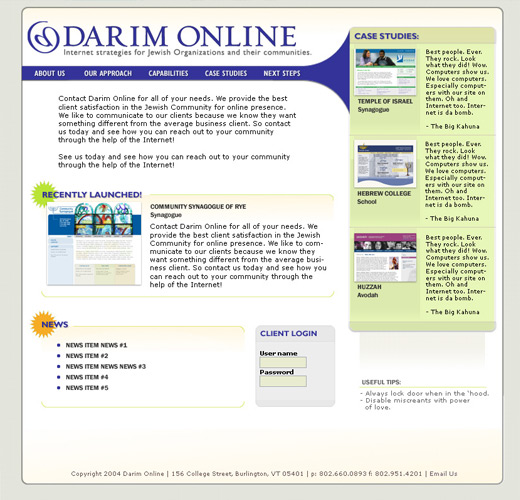 DARIM ONLINE
Internet strategies for Jewish Organizations and their communities.
ABOUT US OUR APPROACH CAPABILITIES CASE STUDIES NEXT STEPS
Contact Darim Online for all of your needs. We provide the best
client satisfaction in the Jewish Community for online presence.
We like to communicate to our clients because we know they want
something different from the average business client. So contact
us today and see how you can reach out to your community
through the help of the Internet!
See us today and see how you can reach out to your community
through the help of the Internet!
RECENTLY LAUNCHED!
COMMUNITY SYNAGOGUE OF RYE
Synagogue
Contact Darim Online for all of your needs. We
provide the best client satisfaction in the Jewish
Community for online presence. We like to com-
municate to our clients because we know they
want something different from the average busi-
ness client. So contact us today and see how you
can reach out to your community through the
help of the Internet!
NEWS
NEWS ITEM NEWS #1
NEWS ITEM #2
NEWS ITEM NEWS NEWS #3
NEWS ITEM #4
NEWS ITEM #5
CLIENT LOGIN
User name
Password
CASE STUDIES:
TEMPLE OF ISRAEL
Synagogue
Best people. Ever.
They rock. Look
what they did! Wow.
Computers show us.
We love computers.
Especially comput-
ers with our site on
them. Oh and
Internet too. Inter-
net is da bomb.
- The Big Kahuna
HEBREW COLLEGE
School
Best people. Ever.
They rock. Look
what they did! Wow.
Computers show us.
We love computers.
Especially comput-
ers with our site on
them. Oh and
Internet too. Inter-
net is da bomb.
- The Big Kahuna
HUZZAH
Avodah
Best people. Ever.
They rock. Look
what they did! Wow.
Computers show us.
We love computers.
Especially comput-
ers with our site on
them. Oh and
Internet too. Inter-
net is da bomb.
- The Big Kahuna
USEFUL TIPS:
- Always lock door when in the 'hood.
- Disable miscreants with power
of love.
Copyright 2004 Darim Online | 156 College Street, Burlington, VT 05401 | p: 802.660.0893 f: 802.951.4201 | Email Us